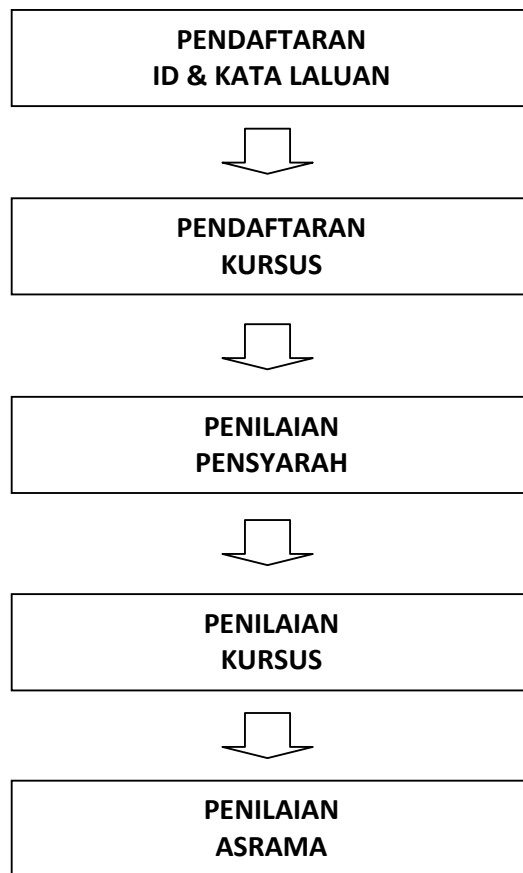 PENDAFTARAN
ID & KATA LALUAN
PENDAFTARAN
KURSUS
PENILAIAN
PENSYARAH
PENILAIAN
KURSUS
PENILAIAN
ASRAMA